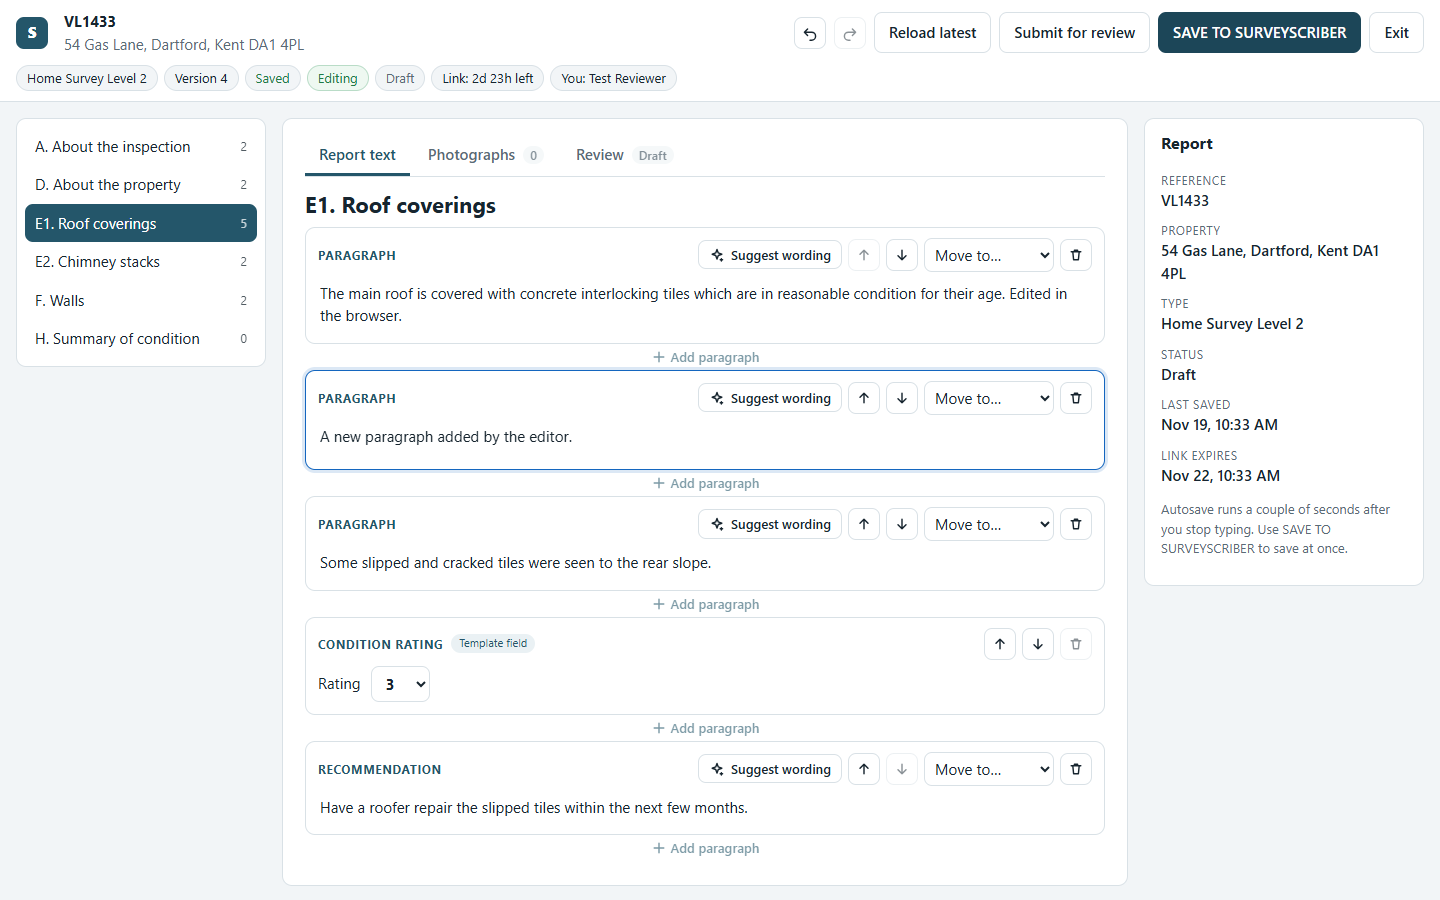 S
VL1433
54 Gas Lane, Dartford, Kent DA1 4PL
Reload latest
Submit for review
SAVE TO SURVEYSCRIBER
Exit
Home Survey Level 2
Version 4
Saved
Editing
Draft
Link: 2d 23h left
You: Test Reviewer
A. About the inspection 2
D. About the property 2
E1. Roof coverings 5
E2. Chimney stacks 2
F. Walls 2
H. Summary of condition 0
Report text
Photographs 0
Review Draft
E1. Roof coverings
PARAGRAPH
Suggest wording
Move to...
The main roof is covered with concrete interlocking tiles which are in reasonable condition for their age. Edited in
the browser.
+ Add paragraph
PARAGRAPH
Suggest wording
Move to...
A new paragraph added by the editor.
+ Add paragraph
PARAGRAPH
Suggest wording
Move to...
Some slipped and cracked tiles were seen to the rear slope.
+ Add paragraph
CONDITION RATING Template field
Rating 3
+ Add paragraph
RECOMMENDATION
Suggest wording
Move to...
Have a roofer repair the slipped tiles within the next few months.
+ Add paragraph
Report
REFERENCE
VL1433
PROPERTY
54 Gas Lane, Dartford, Kent DA1
4PL
TYPE
Home Survey Level 2
STATUS
Draft
LAST SAVED
Nov 19, 10:33 AM
LINK EXPIRES
Nov 22, 10:33 AM
Autosave runs a couple of seconds after
you stop typing. Use SAVE TO
SURVEYSCRIBER to save at once.